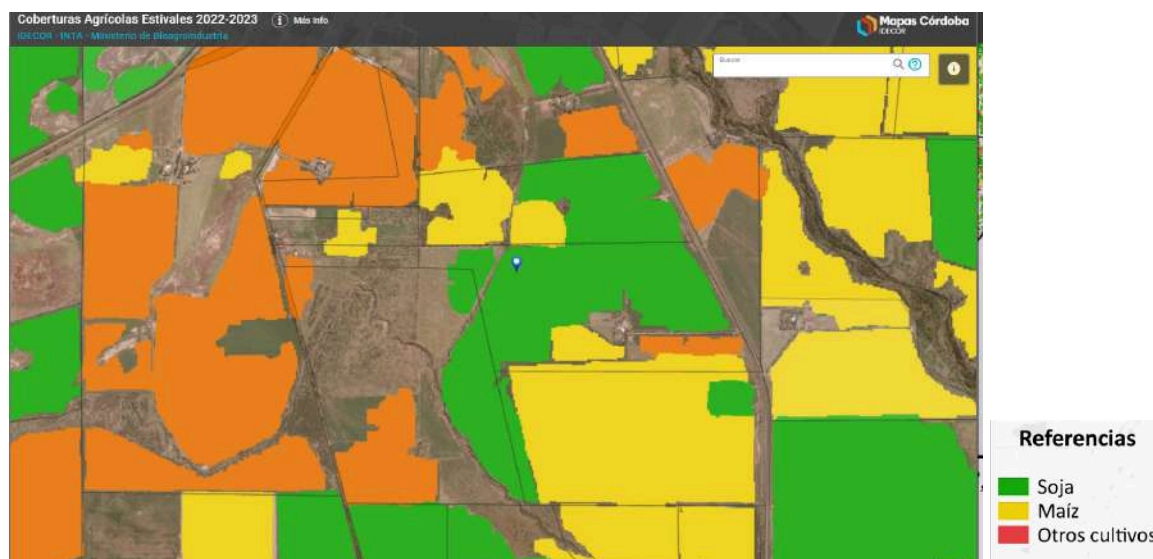 Coberturas Agrícolas Estivales 2022-2023 i Más Info
IDECOR - INTA - Ministerio de Bioagroindustria
Mapas Córdoba
IDECOR
Buscar
Referencias
Soja
Maíz
Otros cultivos